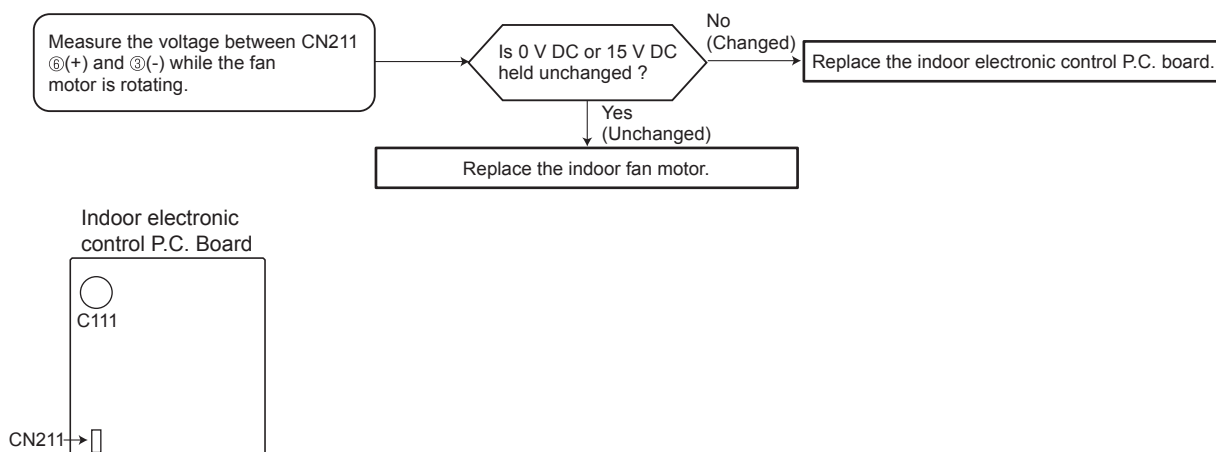 Measure the voltage between CN211
⑥(+) and ③(-) while the fan
motor is rotating.
Is 0 V DC or 15 V DC
held unchanged ?
No
(Changed)
Replace the indoor electronic control P.C. board.
Yes
(Unchanged)
Replace the indoor fan motor.
Indoor electronic
control P.C. Board
C111
CN211